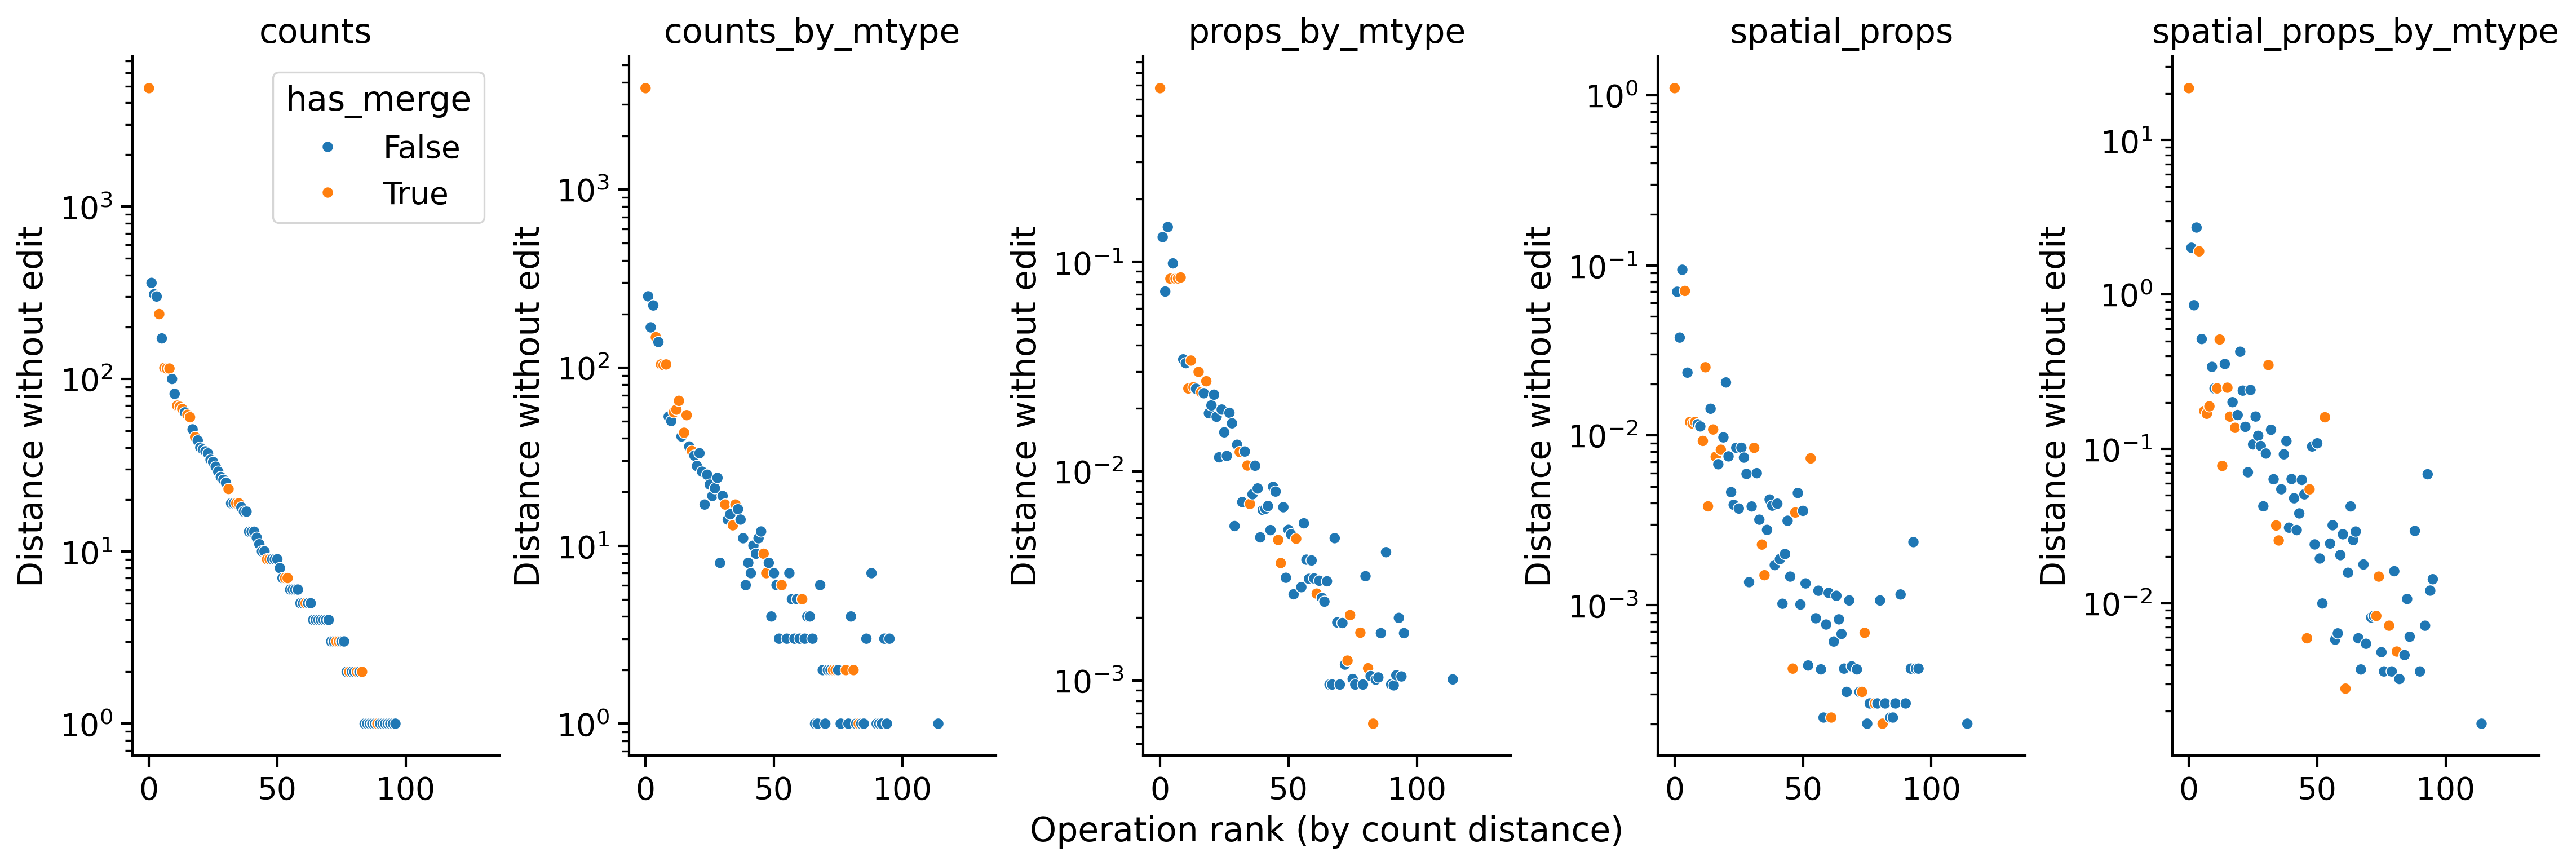 counts
counts_by_mtype
props_by_mtype
spatial_props
spatial_props_by_mtype
has_merge
False
True
Distance without edit
10³
10²
10¹
10⁰
0 50 100
Distance without edit
10³
10²
10¹
10⁰
0 50 100
Distance without edit
10⁻¹
10⁻²
10⁻³
0 50 100
Distance without edit
10⁰
10⁻¹
10⁻²
10⁻³
0 50 100
Distance without edit
10¹
10⁰
10⁻¹
10⁻²
0 50 100
Operation rank (by count distance)